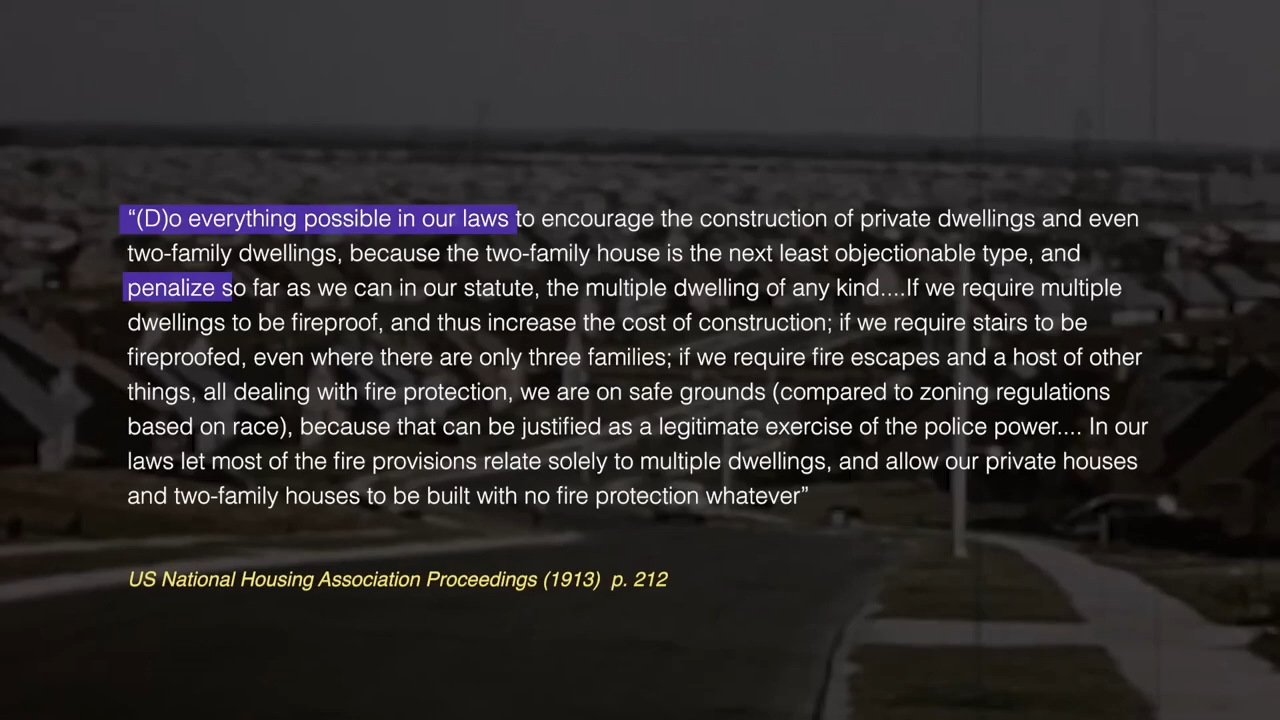 “(D)o everything possible in our laws to encourage the construction of private dwellings and even
two-family dwellings, because the two-family house is the next least objectionable type, and
penalize so far as we can in our statute, the multiple dwelling of any kind....If we require multiple
dwellings to be fireproof, and thus increase the cost of construction; if we require stairs to be
fireproofed, even where there are only three families; if we require fire escapes and a host of other
things, all dealing with fire protection, we are on safe grounds (compared to zoning regulations
based on race), because that can be justified as a legitimate exercise of the police power.... In our
laws let most of the fire provisions relate solely to multiple dwellings, and allow our private houses
and two-family houses to be built with no fire protection whatever”
US National Housing Association Proceedings (1913) p. 212